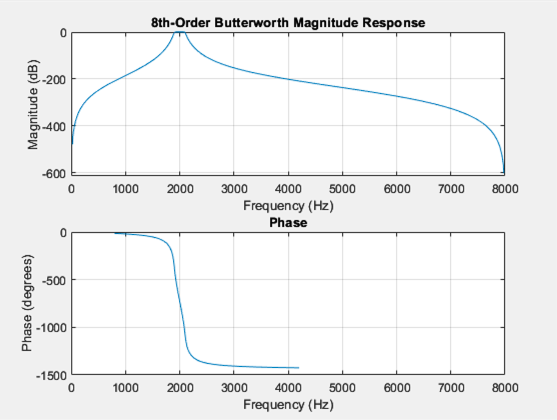 8th-Order Butterworth Magnitude Response
Magnitude (dB)
0
-200
-400
-600
0 1000 2000 3000 4000 5000 6000 7000 8000
Frequency (Hz)
Phase
Phase (degrees)
0
-500
-1000
-1500
0 1000 2000 3000 4000 5000 6000 7000 8000
Frequency (Hz)